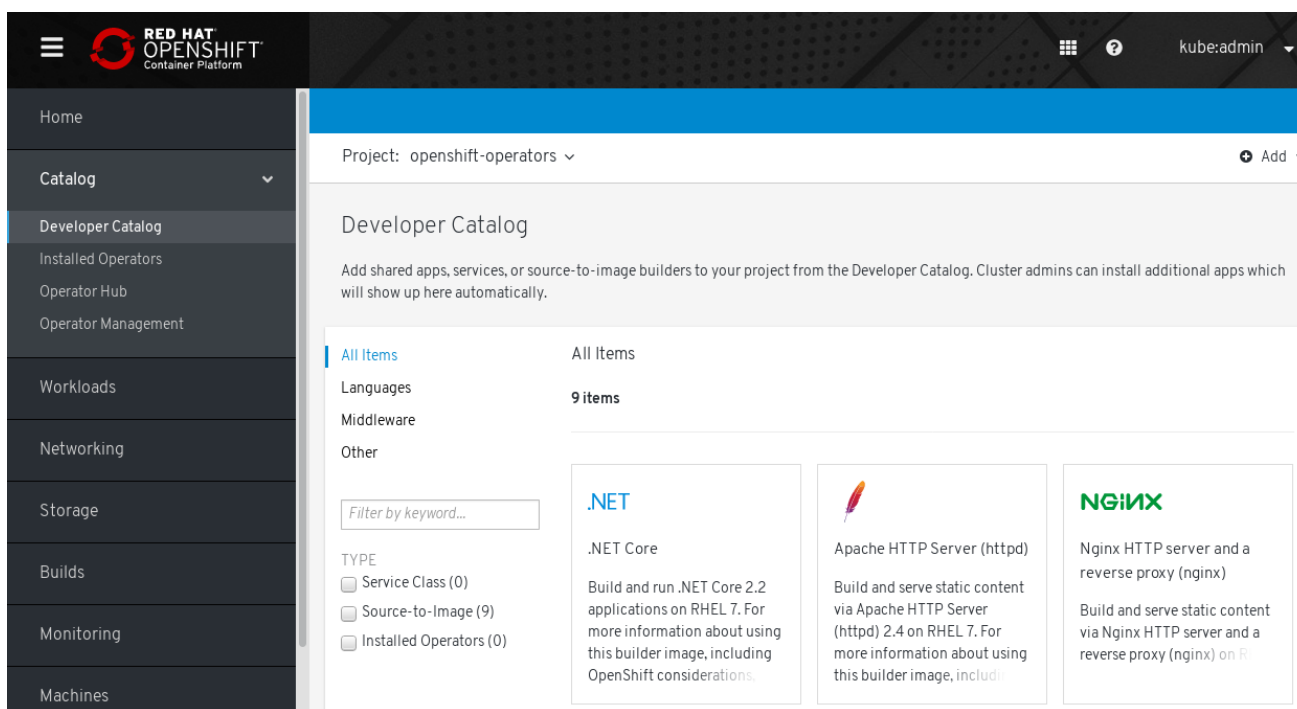 RED HAT
OPENSHIFT
Container Platform
kube:admin
Home
Catalog
Developer Catalog
Installed Operators
Operator Hub
Operator Management
Workloads
Networking
Storage
Builds
Monitoring
Machines
Project: openshift-operators
Add
Developer Catalog
Add shared apps, services, or source-to-image builders to your project from the Developer Catalog. Cluster admins can install additional apps which
will show up here automatically.
All Items
Languages
Middleware
Other
Filter by keyword...
TYPE
Service Class (0)
Source-to-Image (9)
Installed Operators (0)
All Items
9 items
.NET
.NET Core
Build and run .NET Core 2.2
applications on RHEL 7. For
more information about using
this builder image, including
OpenShift considerations,
Apache HTTP Server (httpd)
Build and serve static content
via Apache HTTP Server
(httpd) 2.4 on RHEL 7. For
more information about using
this builder image, includi
NGINX
Nginx HTTP server and a
reverse proxy (nginx)
Build and serve static content
via Nginx HTTP server and a
reverse proxy (nginx) on